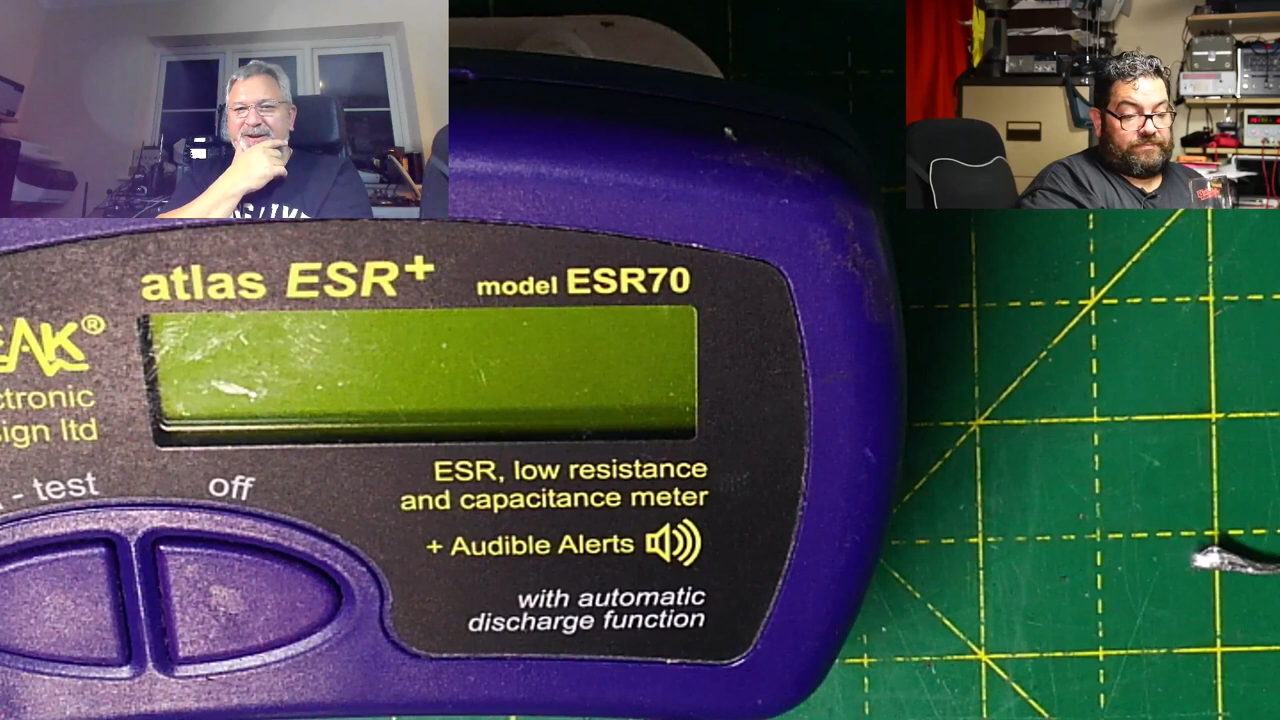 atlas ESR+ model ESR70
EAK®
ctronic
sign ltd
- test
off
ESR, low resistance
and capacitance meter
+ Audible Alerts
with automatic
discharge function